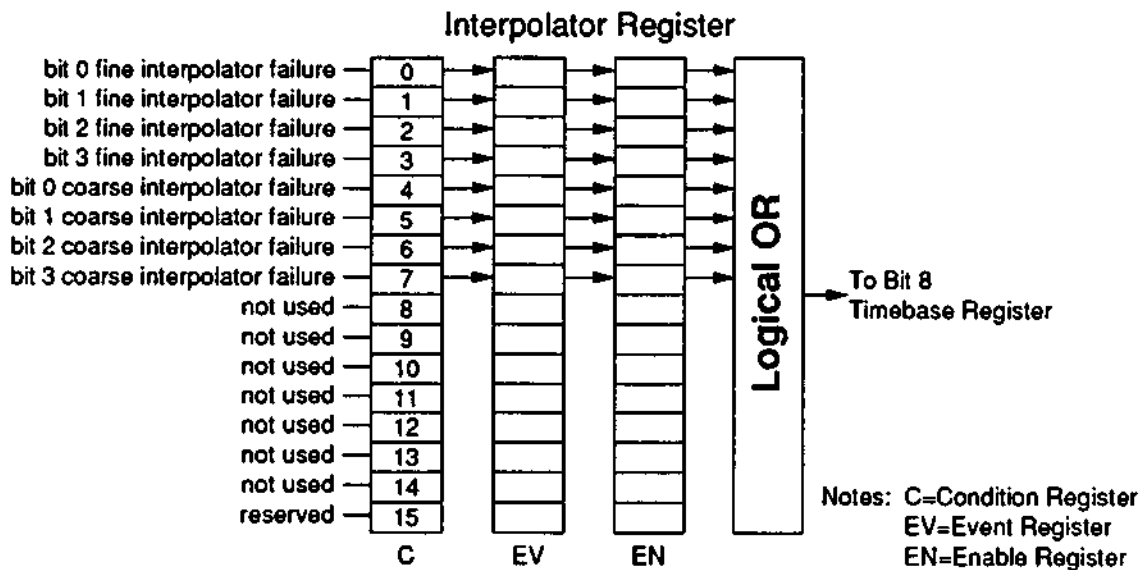 Interpolator Register
bit 0 fine interpolator failure 0
bit 1 fine interpolator failure 1
bit 2 fine interpolator failure 2
bit 3 fine interpolator failure 3
bit 0 coarse interpolator failure 4
bit 1 coarse interpolator failure 5
bit 2 coarse interpolator failure 6
bit 3 coarse interpolator failure 7
not used 8
not used 9
not used 10
not used 11
not used 12
not used 13
not used 14
reserved 15
C EV EN
Logical OR
To Bit 8
Timebase Register
Notes: C=Condition Register
EV=Event Register
EN=Enable Register